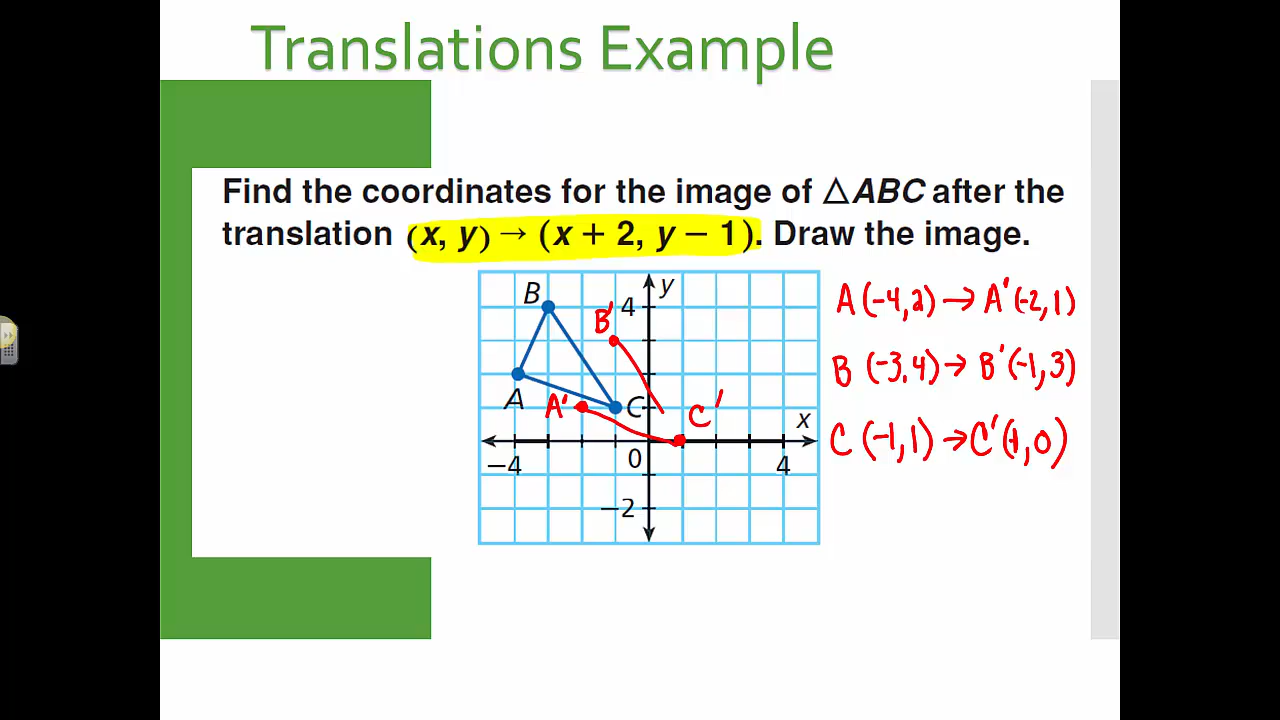 Translations Example
Find the coordinates for the image of △ABC after the
translation (x, y) → (x + 2, y − 1). Draw the image.
B
4
y
B'
A
A'
C
C'
x
−4
0
4
−2
A (-4,2) → A' (-2,1)
B (-3,4) → B' (-1,3)
C (-1,1) → C' (1,0)